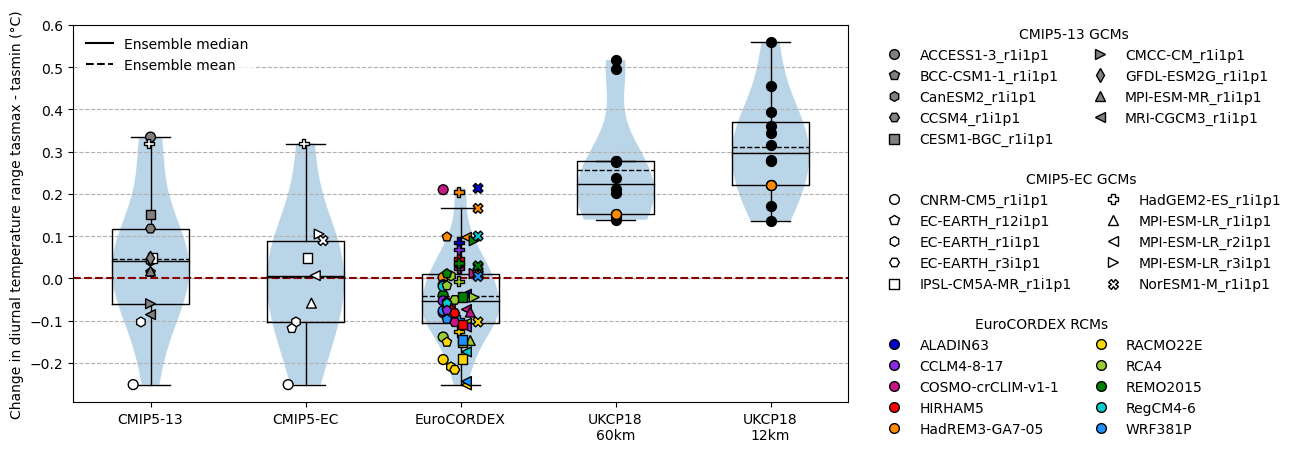 Change in diurnal temperature range tasmax - tasmin (°C)
0.6
0.5
0.4
0.3
0.2
0.1
0.0
−0.1
−0.2
Ensemble median
Ensemble mean
CMIP5-13
CMIP5-EC
EuroCORDEX
UKCP18
60km
UKCP18
12km
CMIP5-13 GCMs
ACCESS1-3_r1i1p1
BCC-CSM1-1_r1i1p1
CanESM2_r1i1p1
CCSM4_r1i1p1
CESM1-BGC_r1i1p1
CMCC-CM_r1i1p1
GFDL-ESM2G_r1i1p1
MPI-ESM-MR_r1i1p1
MRI-CGCM3_r1i1p1
CMIP5-EC GCMs
CNRM-CM5_r1i1p1
EC-EARTH_r12i1p1
EC-EARTH_r1i1p1
EC-EARTH_r3i1p1
IPSL-CM5A-MR_r1i1p1
HadGEM2-ES_r1i1p1
MPI-ESM-LR_r1i1p1
MPI-ESM-LR_r2i1p1
MPI-ESM-LR_r3i1p1
NorESM1-M_r1i1p1
EuroCORDEX RCMs
ALADIN63
CCLM4-8-17
COSMO-crCLIM-v1-1
HIRHAM5
HadREM3-GA7-05
RACMO22E
RCA4
REMO2015
RegCM4-6
WRF381P